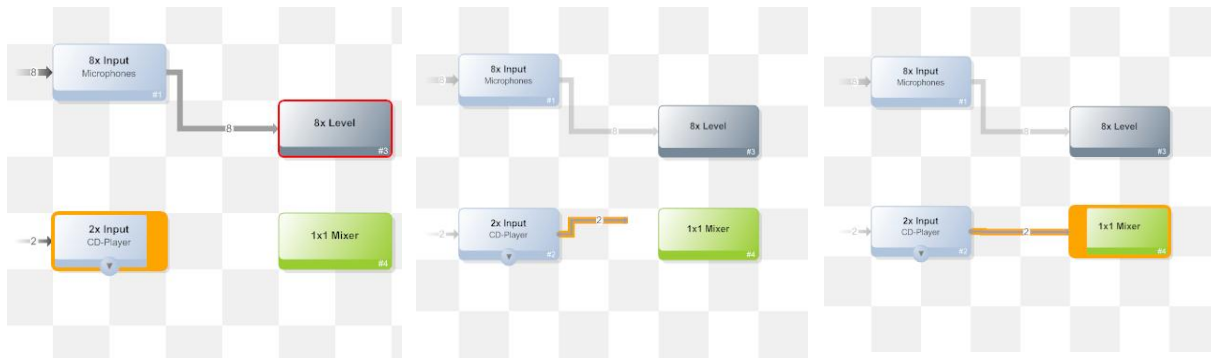 8
8x Input
Microphones
#1
8
8x Level
#3
2
2x Input
CD-Player
1x1 Mixer
#4
8
8x Input
Microphones
#1
8
8x Level
#3
2
2x Input
CD-Player
#2
2
1x1 Mixer
#4
8
8x Input
Microphones
#1
8
8x Level
#3
2
2x Input
CD-Player
#2
2
1x1 Mixer
#4